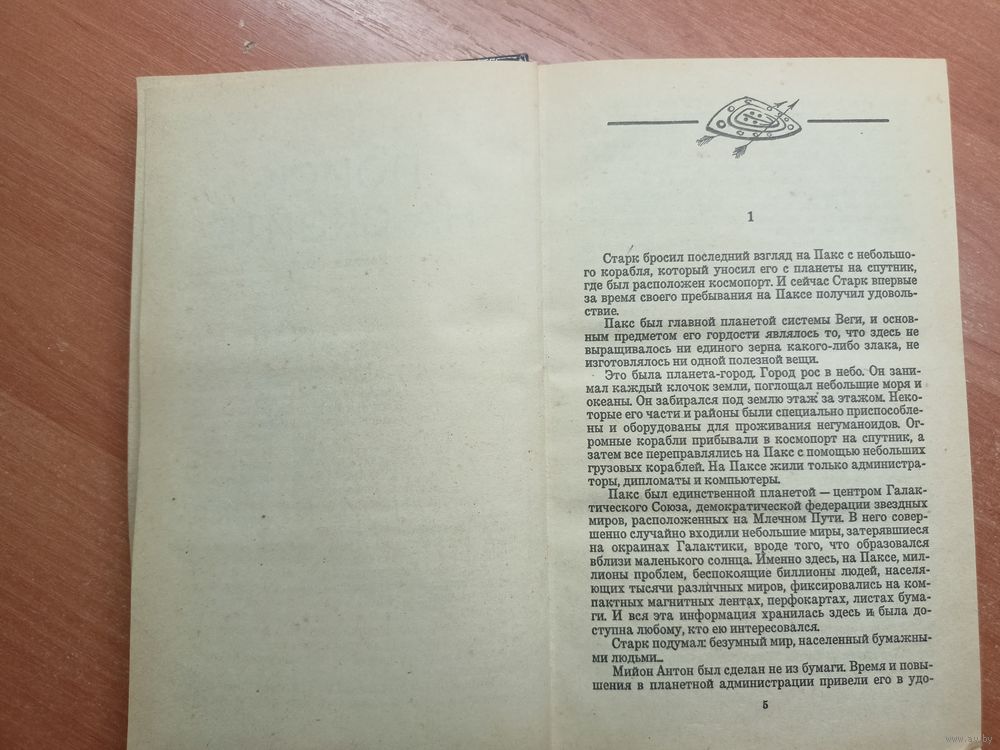 1
Старк бросил последний взгляд на Пакс с небольшо-
го корабля, который уносил его с планеты на спутник,
где был расположен космопорт. И сейчас Старк впервые
за время своего пребывания на Паксе получил удоволь-
ствие.
Пакс был главной планетой системы Веги, и основ-
ным предметом его гордости являлось то, что здесь не
выращивалось ни единого зерна какого-либо злака, не
изготовлялось ни одной полезной вещи.
Это была планета-город. Город рос в небо. Он зани-
мал каждый клочок земли, поглощал небольшие моря и
океаны. Он забирался под землю этаж за этажом. Неко-
торые его части и районы были специально приспособле-
ны и оборудованы для проживания негуманоидов. Ог-
ромные корабли прибывали в космопорт на спутник, а
затем все переправлялись на Пакс с помощью небольших
грузовых кораблей. На Паксе жили только администра-
торы, дипломаты и компьютеры.
Пакс был единственной планетой — центром Галак-
тического Союза, демократической федерации звездных
миров, расположенных на Млечном Пути. В него совер-
шенно случайно входили небольшие миры, затерявшиеся
на окраинах Галактики, вроде того, что образовался
вблизи маленького солнца. Именно здесь, на Паксе, мил-
лионы проблем, беспокоящие биллионы людей, населя-
ющих тысячи различных миров, фиксировались на ком-
пактных магнитных лентах, перфокартах, листах бума-
ги. И вся эта информация хранилась здесь и была до-
ступна любому, кто ею интересовался.
Старк подумал: безумный мир, населенный бумажны-
ми людьми...
Мийон Антон был сделан не из бумаги. Время и повы-
шения в планетной администрации привели его в удо-
5
www.av.by